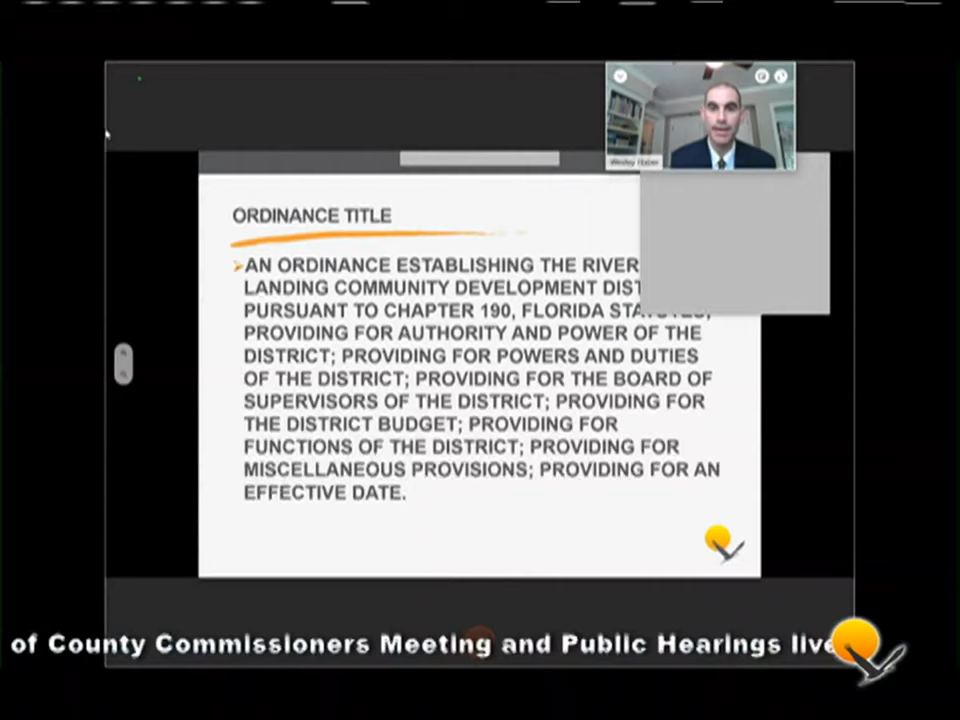 Wesley Haber
ORDINANCE TITLE
AN ORDINANCE ESTABLISHING THE RIVER
LANDING COMMUNITY DEVELOPMENT
PURSUANT TO CHAPTER 190, FLORIDA STATUTES;
PROVIDING FOR AUTHORITY AND POWER OF THE
DISTRICT; PROVIDING FOR POWERS AND DUTIES
OF THE DISTRICT; PROVIDING FOR THE BOARD OF
SUPERVISORS OF THE DISTRICT; PROVIDING FOR
THE DISTRICT BUDGET; PROVIDING FOR
FUNCTIONS OF THE DISTRICT; PROVIDING FOR
MISCELLANEOUS PROVISIONS; PROVIDING FOR AN
EFFECTIVE DATE.
of County Commissioners Meeting and Public Hearings live